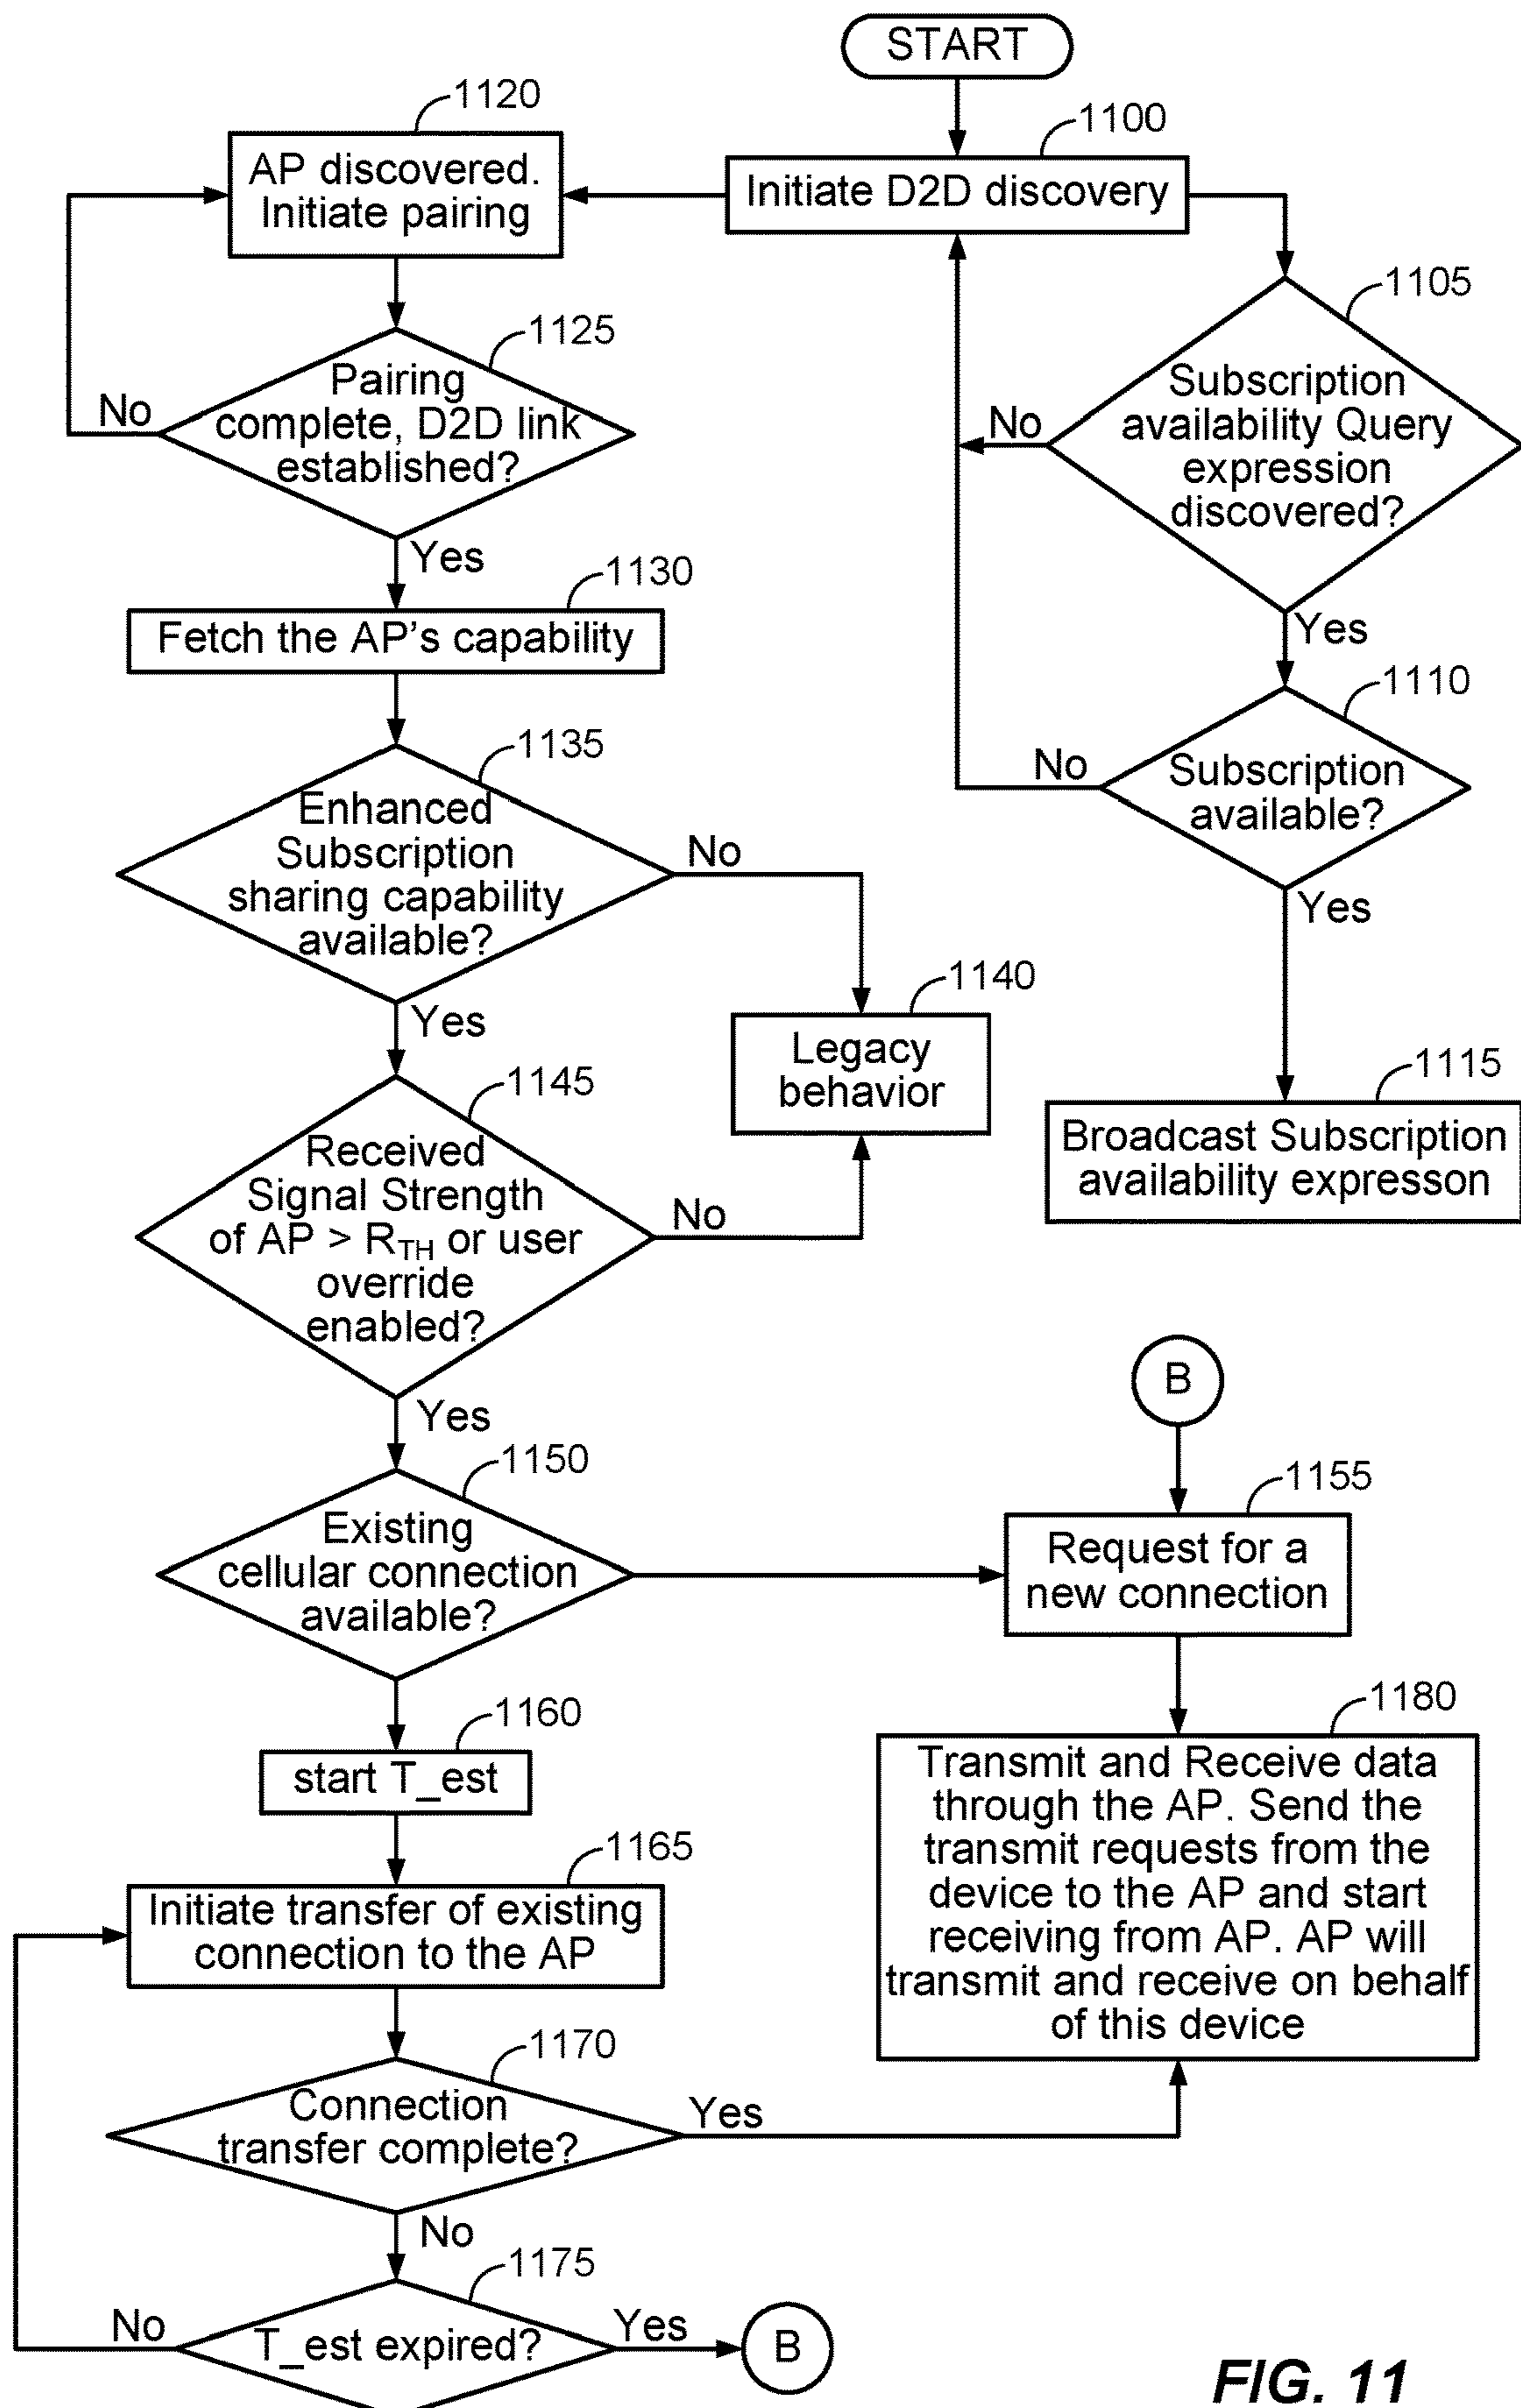 START
1100
Initiate D2D discovery
1120
AP discovered.
Initiate pairing
1125
Pairing
complete, D2D link
established?
No
Yes
1105
Subscription
availability Query
expression
discovered?
No
Yes
1110
Subscription
available?
No
Yes
1115
Broadcast Subscription
availability expresson
1130
Fetch the AP's capability
1135
Enhanced
Subscription
sharing capability
available?
No
Yes
1140
Legacy
behavior
1145
Received
Signal Strength
of AP > RTH or user
override
enabled?
No
Yes
1150
Existing
cellular connection
available?
B
1155
Request for a
new connection
1160
start T_est
1165
Initiate transfer of existing
connection to the AP
1170
Connection
transfer complete?
Yes
No
1180
Transmit and Receive data
through the AP. Send the
transmit requests from the
device to the AP and start
receiving from AP. AP will
transmit and receive on behalf
of this device
1175
T_est expired?
No
Yes
B
FIG. 11